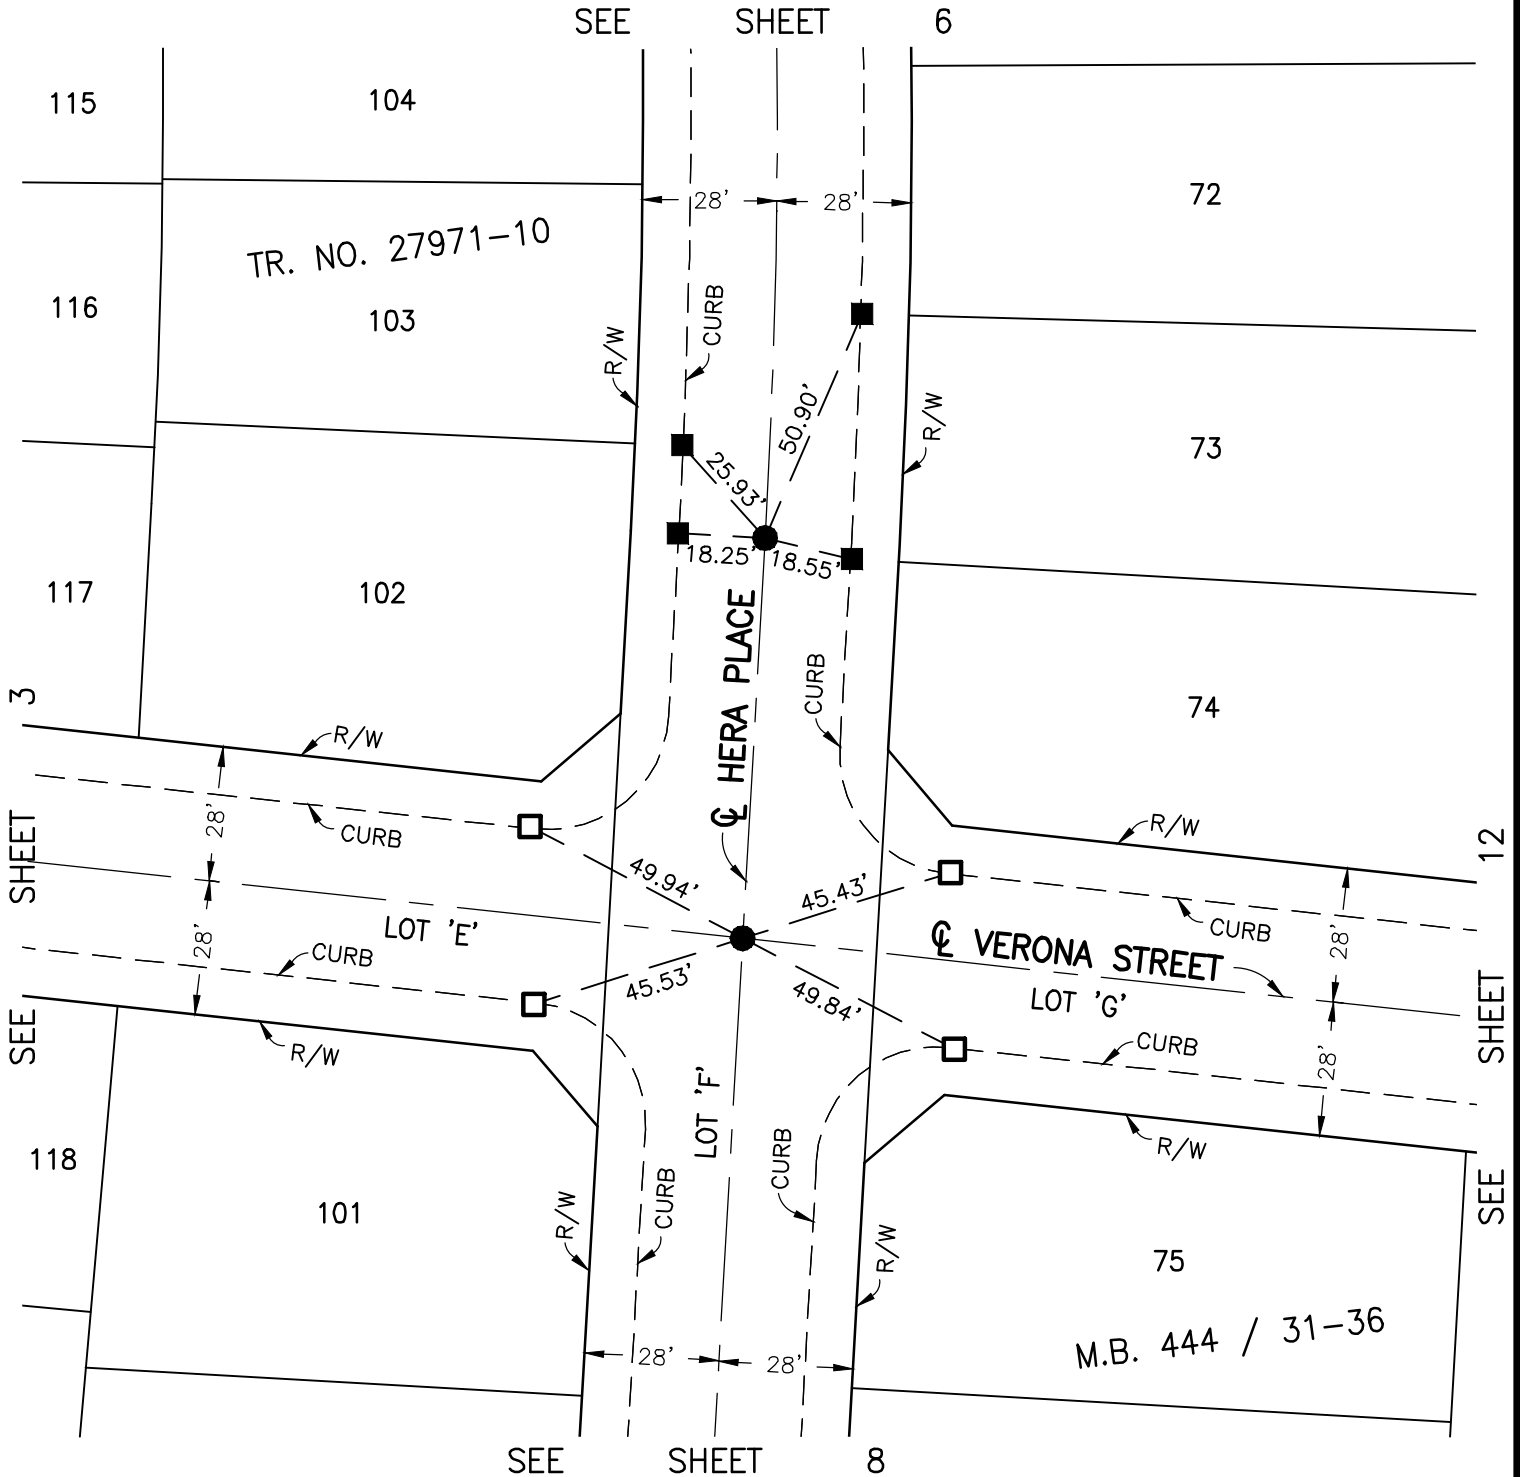 SEE SHEET 6
115
104
72
28'
28'
TR. NO. 27971-10
116
103
CURB
R/W
50.90'
R/W
73
25.93'
18.25'
18.55'
117
102
℄ HERA PLACE
CURB
74
SEE SHEET 3
R/W
28'
CURB
R/W
SEE SHEET 12
49.94'
45.43'
CURB
LOT 'E'
℄ VERONA STREET
28'
28'
CURB
45.53'
49.84'
LOT 'G'
R/W
CURB
28'
LOT 'F'
CURB
R/W
118
101
R/W
CURB
R/W
75
M.B. 444 / 31-36
28'
28'
SEE SHEET 8